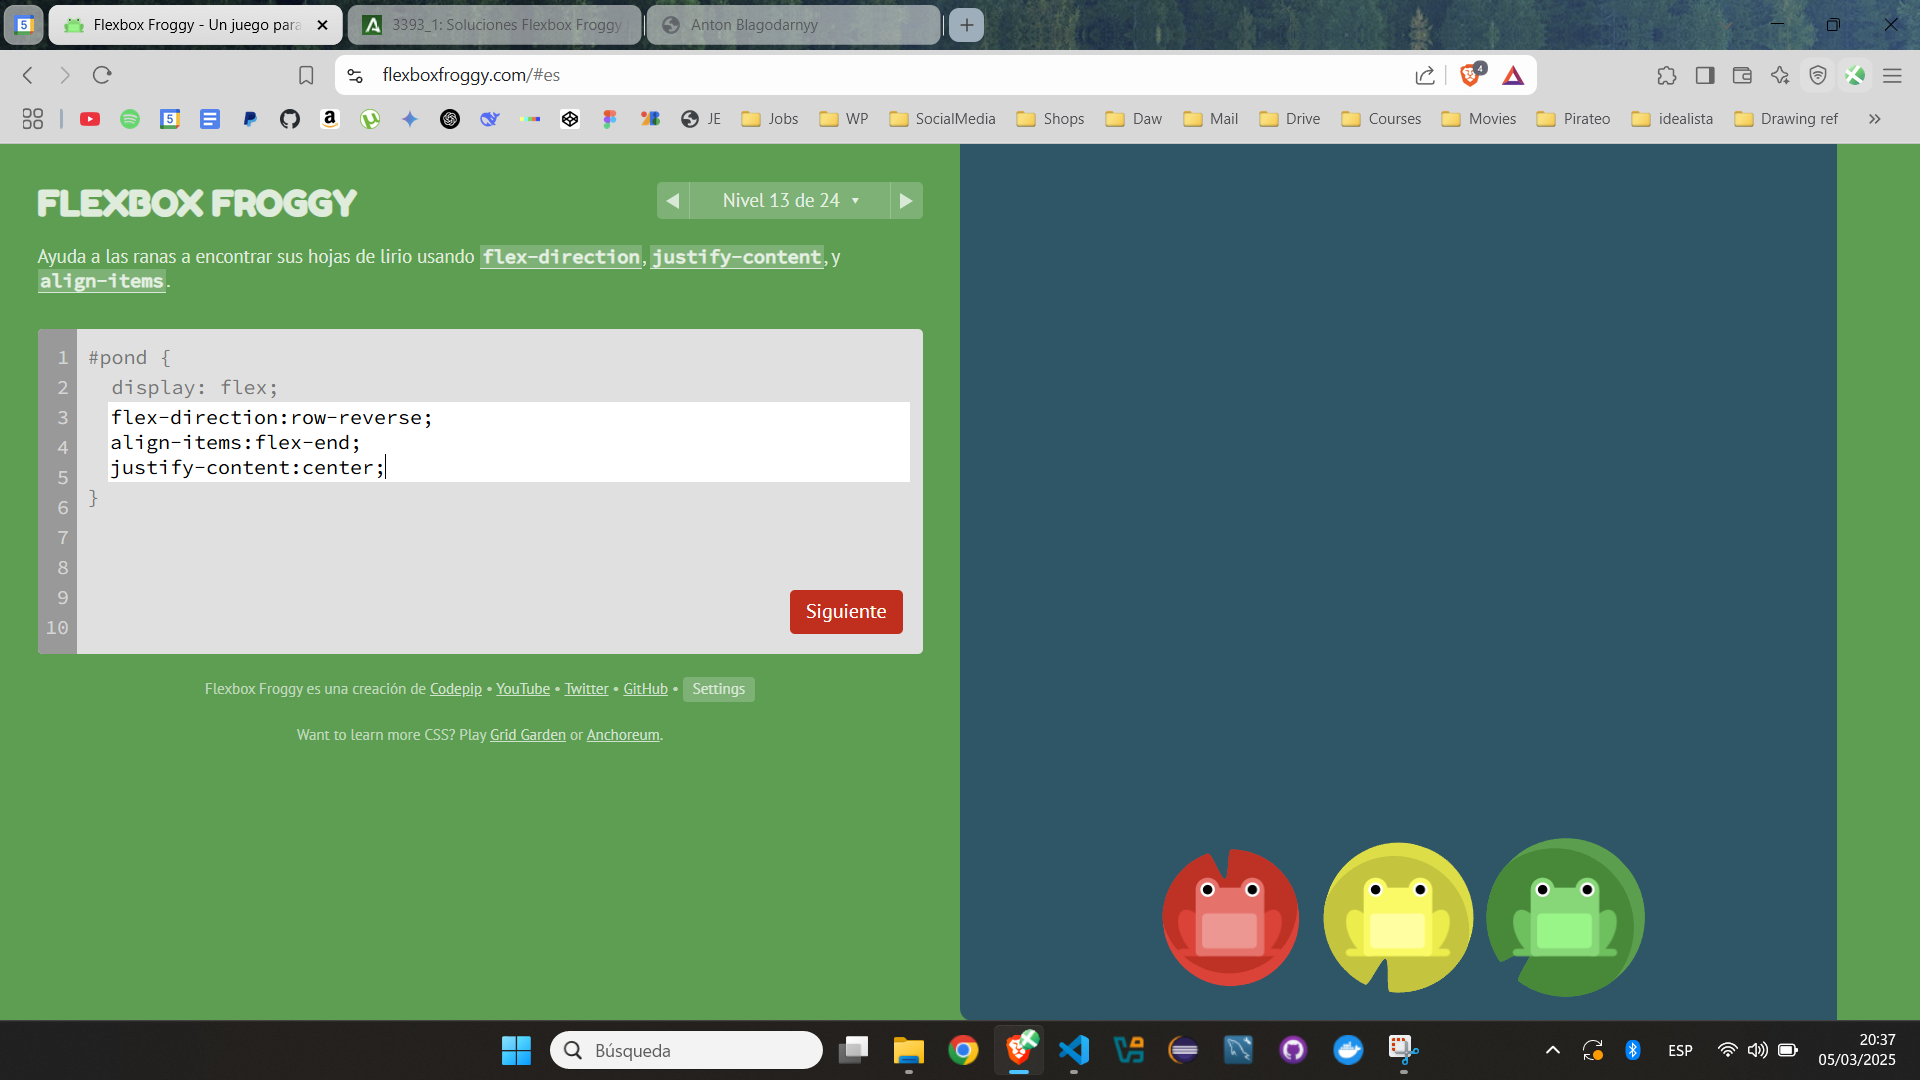 5
Flexbox Froggy - Un juego para
3393_1: Soluciones Flexbox Froggy
Anton Blagodarnyy
flexboxfroggy.com/#es
4
5
JE
Jobs
WP
SocialMedia
Shops
Daw
Mail
Drive
Courses
Movies
Pirateo
idealista
Drawing ref
FLEXBOX FROGGY
Nivel 13 de 24
Ayuda a las ranas a encontrar sus hojas de lirio usando flex-direction, justify-content, y
align-items.
1 #pond {
2 display: flex;
3 flex-direction:row-reverse;
4 align-items:flex-end;
5 justify-content:center;
6 }
7
8
9
10
Siguiente
Flexbox Froggy es una creación de Codepip • YouTube • Twitter • GitHub • Settings
Want to learn more CSS? Play Grid Garden or Anchoreum.
Búsqueda
ESP
20:37
05/03/2025